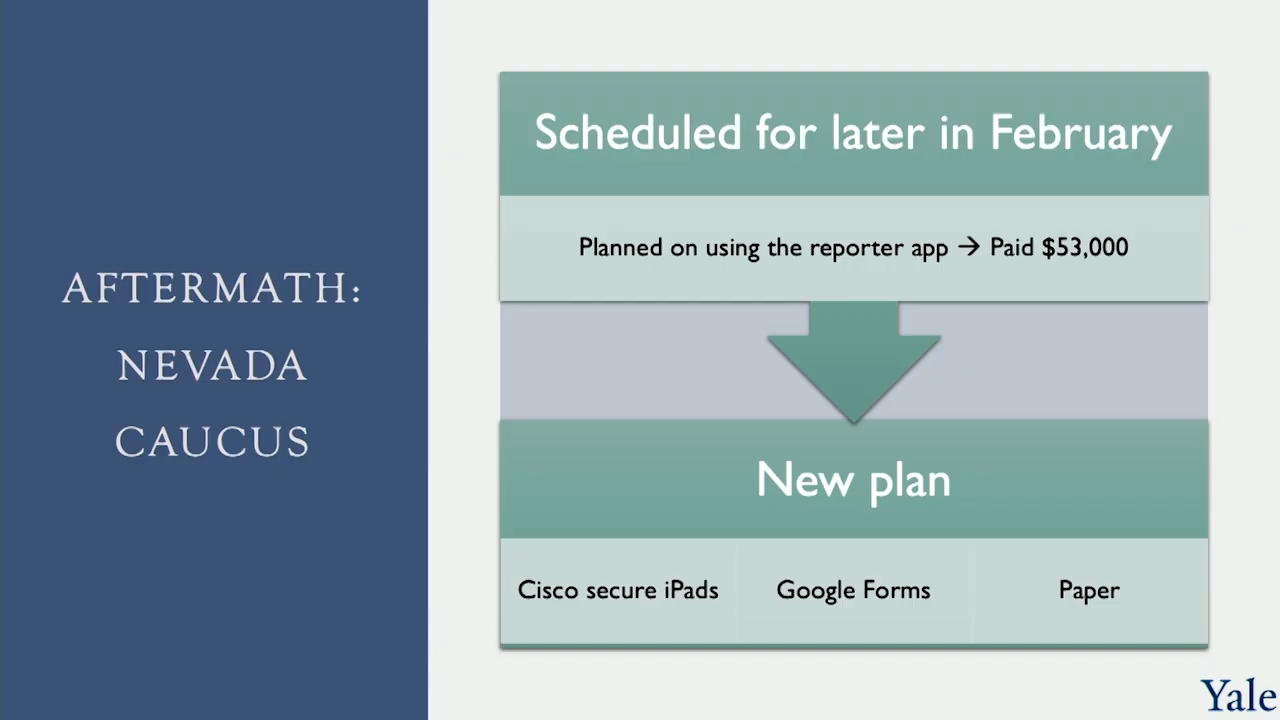 AFTERMATH:
NEVADA
CAUCUS
Scheduled for later in February
Planned on using the reporter app → Paid $53,000
New plan
Cisco secure iPads
Google Forms
Paper
Yale